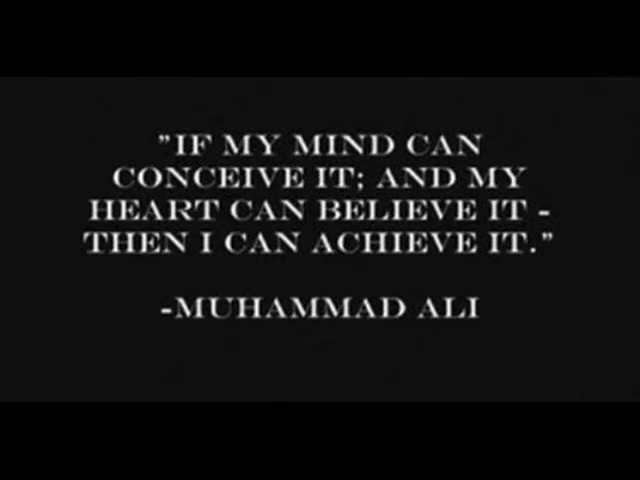 "IF MY MIND CAN
CONCEIVE IT; AND MY
HEART CAN BELIEVE IT -
THEN I CAN ACHIEVE IT."
-MUHAMMAD ALI